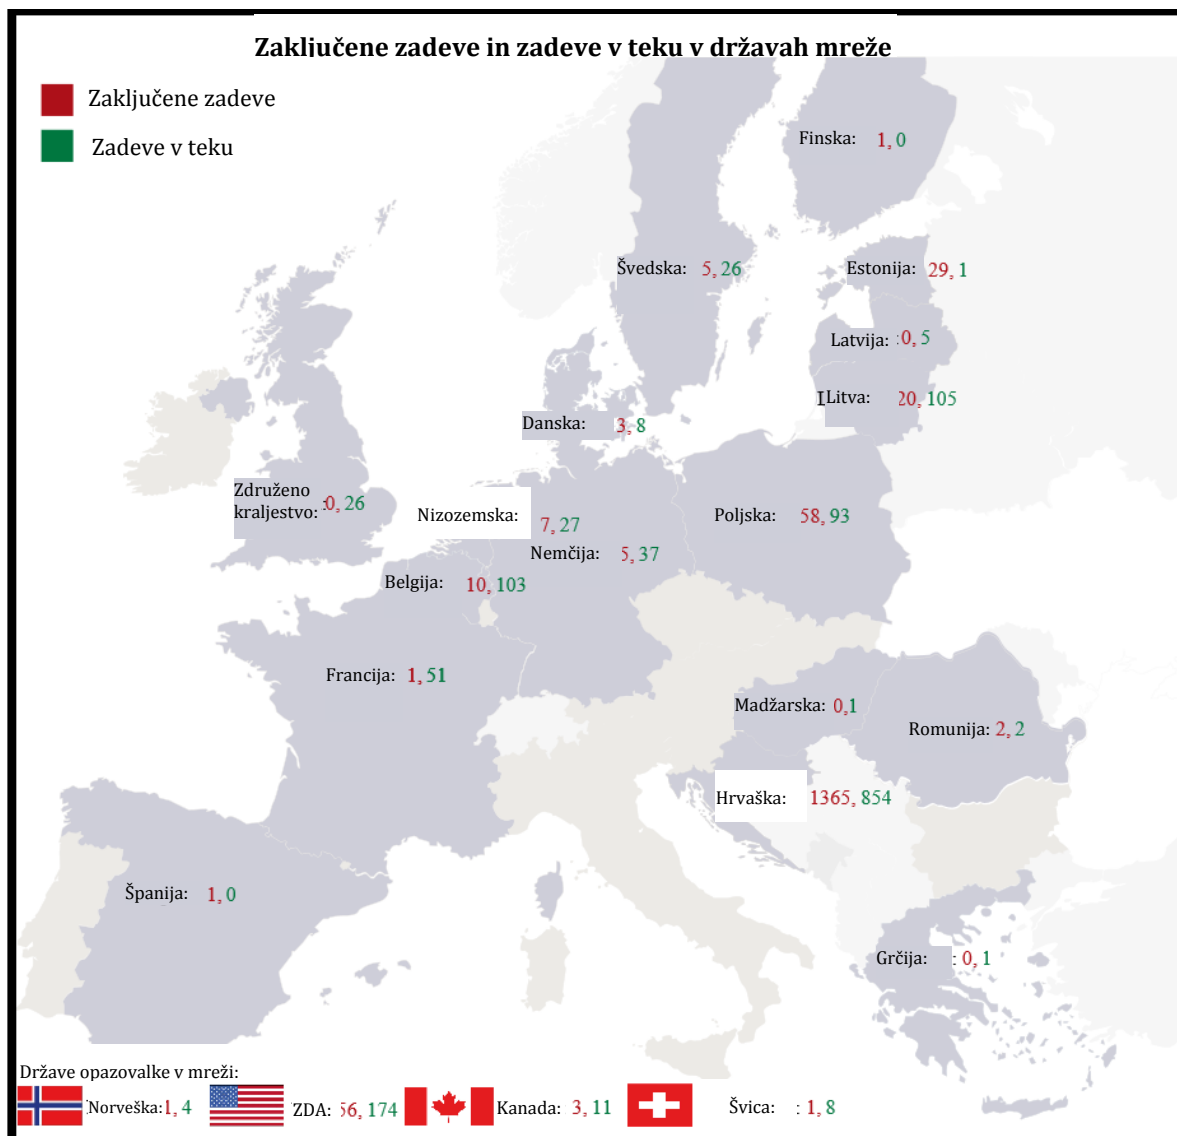 Zaključene zadeve in zadeve v teku v državah mreže
Zaključene zadeve
Zadeve v teku
Finska: 1, 0
Švedska: 5, 26
Estonija: 29, 1
Latvija: :0, 5
Litva: 20, 105
Danska: 3, 8
Združeno
kraljestvo: :0, 26
Nizozemska: 7, 27
Poljska: 58, 93
Nemčija: 5, 37
Belgija: 10, 103
Francija: 1, 51
Madžarska: 0,1
Romunija: 2, 2
Hrvaška: 1365, 854
Španija: 1, 0
Grčija: : 0, 1
Države opazovalke v mreži:
Norveška: 1, 4 ZDA: 56, 174 Kanada: 3, 11 Švica: : 1, 8